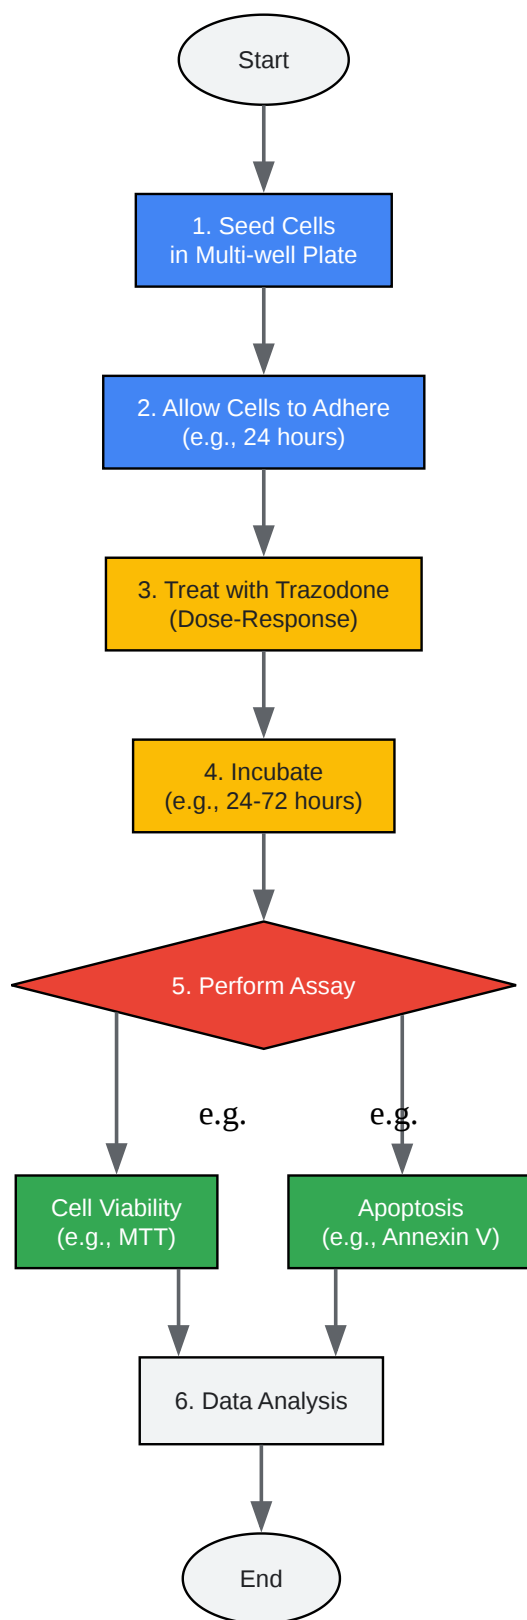 Start
1. Seed Cells
in Multi-well Plate
2. Allow Cells to Adhere
(e.g., 24 hours)
3. Treat with Trazodone
(Dose-Response)
4. Incubate
(e.g., 24-72 hours)
5. Perform Assay
e.g.
e.g.
Cell Viability
(e.g., MTT)
Apoptosis
(e.g., Annexin V)
6. Data Analysis
End